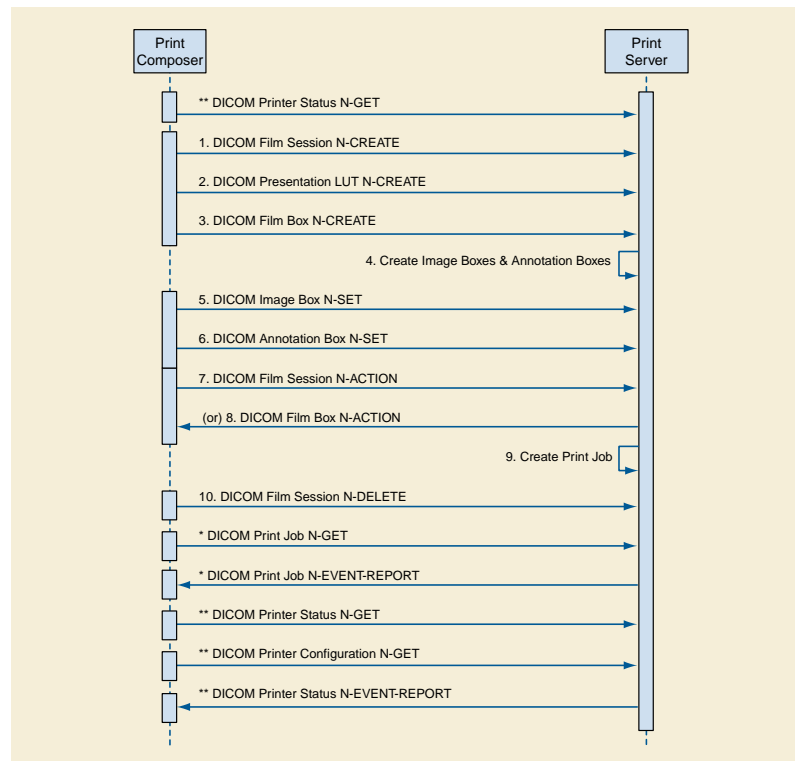 Print
Composer
Print
Server
** DICOM Printer Status N-GET
1. DICOM Film Session N-CREATE
2. DICOM Presentation LUT N-CREATE
3. DICOM Film Box N-CREATE
4. Create Image Boxes & Annotation Boxes
5. DICOM Image Box N-SET
6. DICOM Annotation Box N-SET
7. DICOM Film Session N-ACTION
(or) 8. DICOM Film Box N-ACTION
9. Create Print Job
10. DICOM Film Session N-DELETE
* DICOM Print Job N-GET
* DICOM Print Job N-EVENT-REPORT
** DICOM Printer Status N-GET
** DICOM Printer Configuration N-GET
** DICOM Printer Status N-EVENT-REPORT